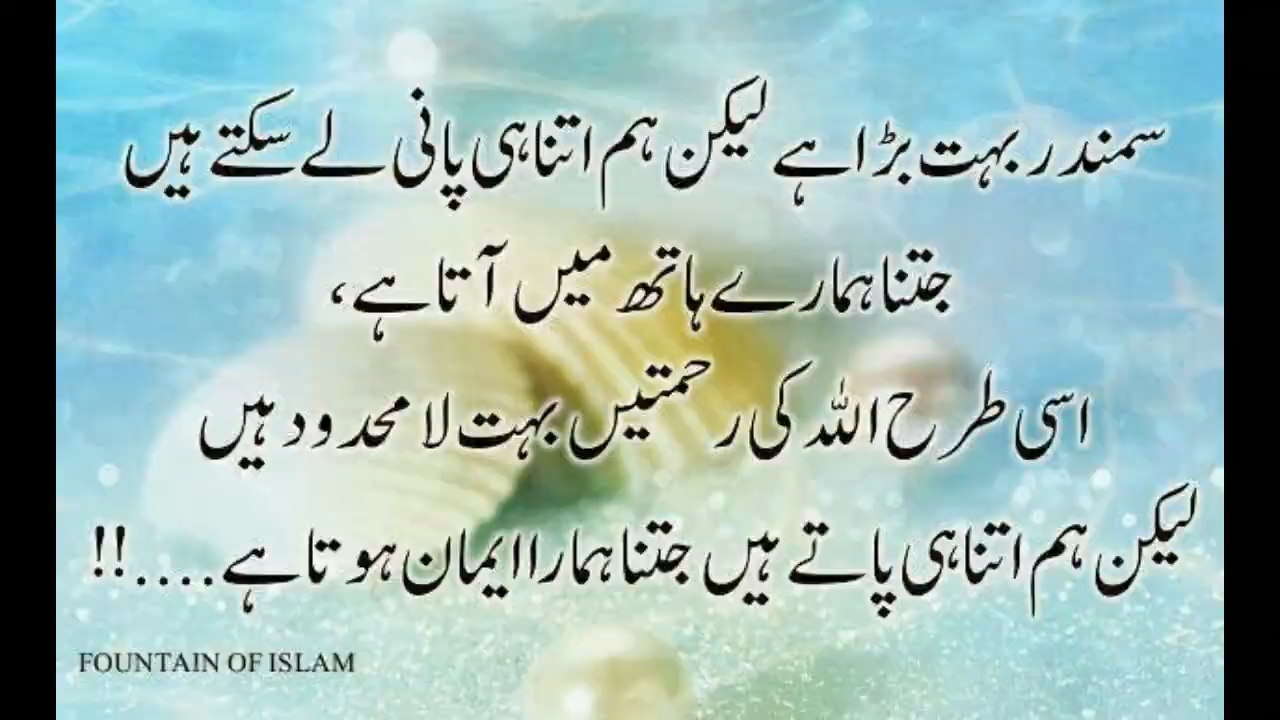 سمندر بہت بڑا ہے لیکن ہم اتنا ہی پانی لے سکتے ہیں
جتنا ہمارے ہاتھ میں آتا ہے،
اسی طرح اللہ کی رحمتیں بہت لا محدود ہیں
لیکن ہم اتنا ہی پاتے ہیں جتنا ہمارا ایمان ہوتا ہے....!!
FOUNTAIN OF ISLAM